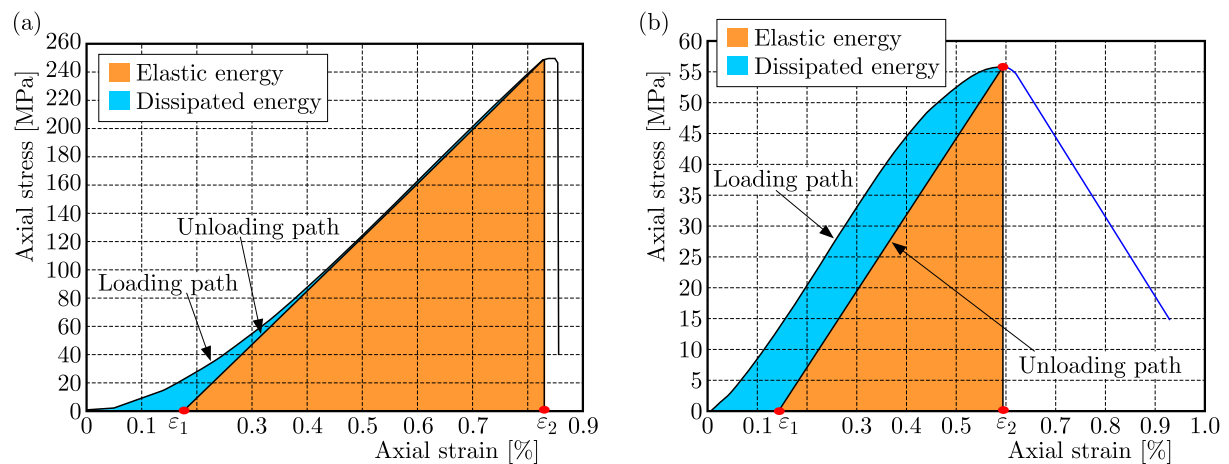 (a)
Axial stress [MPa]
260
240
220
200
180
160
140
120
100
80
60
40
20
0
Elastic energy
Dissipated energy
Unloading path
Loading path
0 0.1 ε1 0.3 0.4 0.5 0.6 0.7 ε2 0.9
Axial strain [%]
(b)
Axial stress [MPa]
60
55
50
45
40
35
30
25
20
15
10
5
0
Elastic energy
Dissipated energy
Loading path
Unloading path
0 0.1 ε1 0.3 0.4 0.5 ε2 0.7 0.8 0.9 1.0
Axial strain [%]